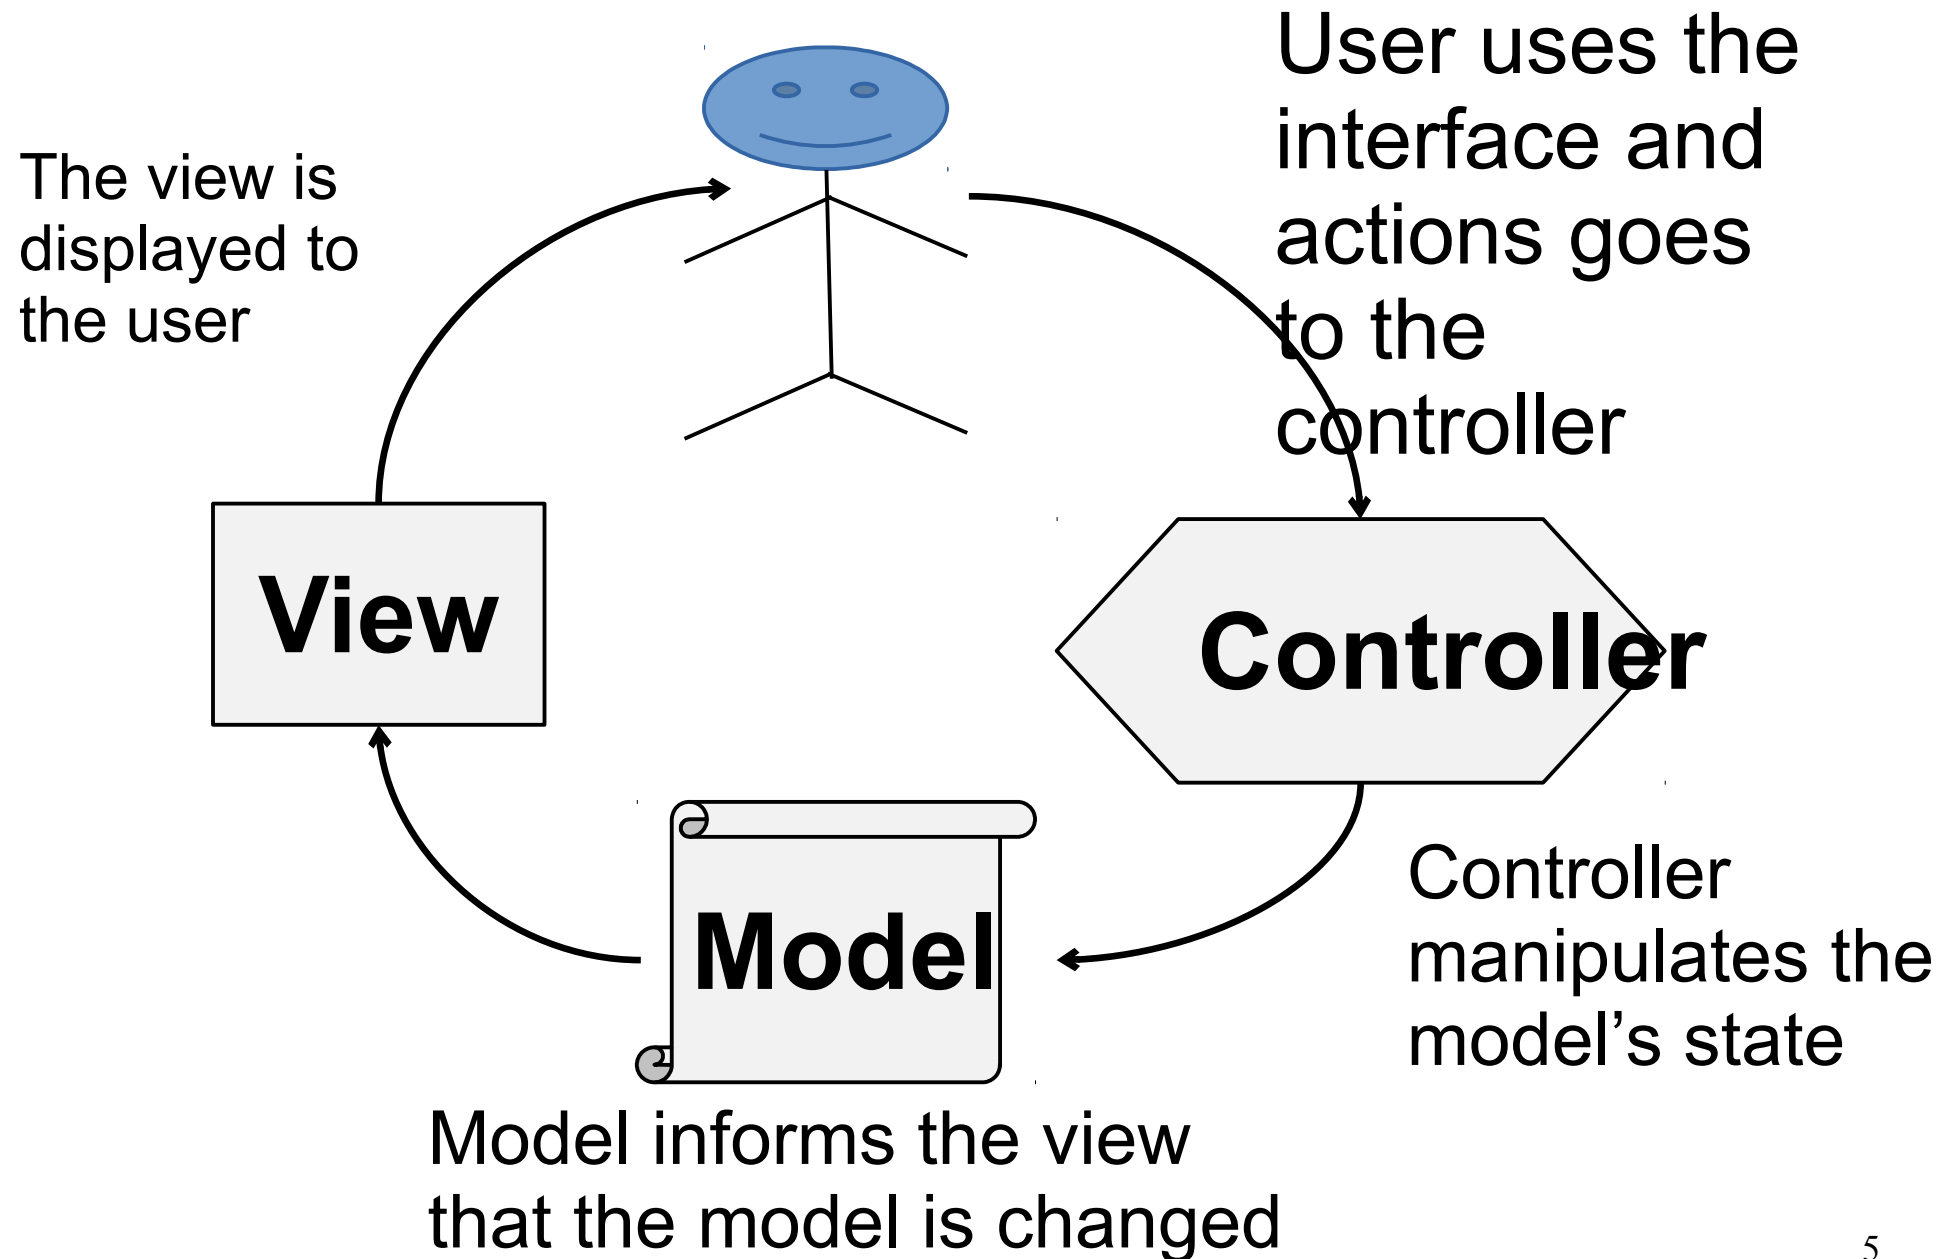 User uses the
interface and
actions goes
to the
controller
The view is
displayed to
the user
View
Controller
Model
Controller
manipulates the
model’s state
Model informs the view
that the model is changed
5